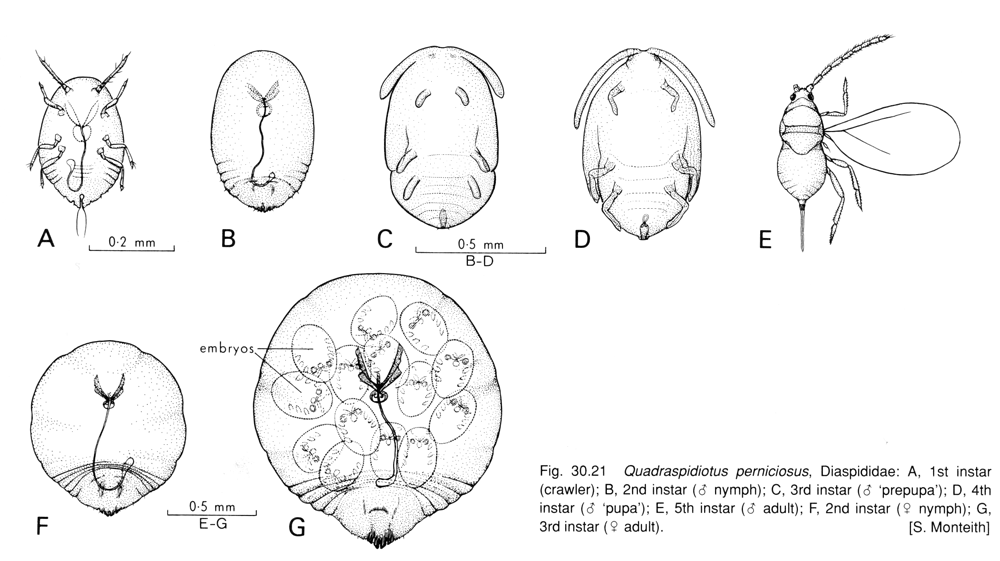 A
0·2 mm
B
C
0·5 mm
B-D
D
E
embryos
F
0·5 mm
E-G
G
Fig. 30.21 Quadraspidiotus perniciosus, Diaspididae: A, 1st instar
(crawler); B, 2nd instar (♂ nymph); C, 3rd instar (♂ ‘prepupa’); D, 4th
instar (♂ ‘pupa’); E, 5th instar (♂ adult); F, 2nd instar (♀ nymph); G,
3rd instar (♀ adult). [S. Monteith]